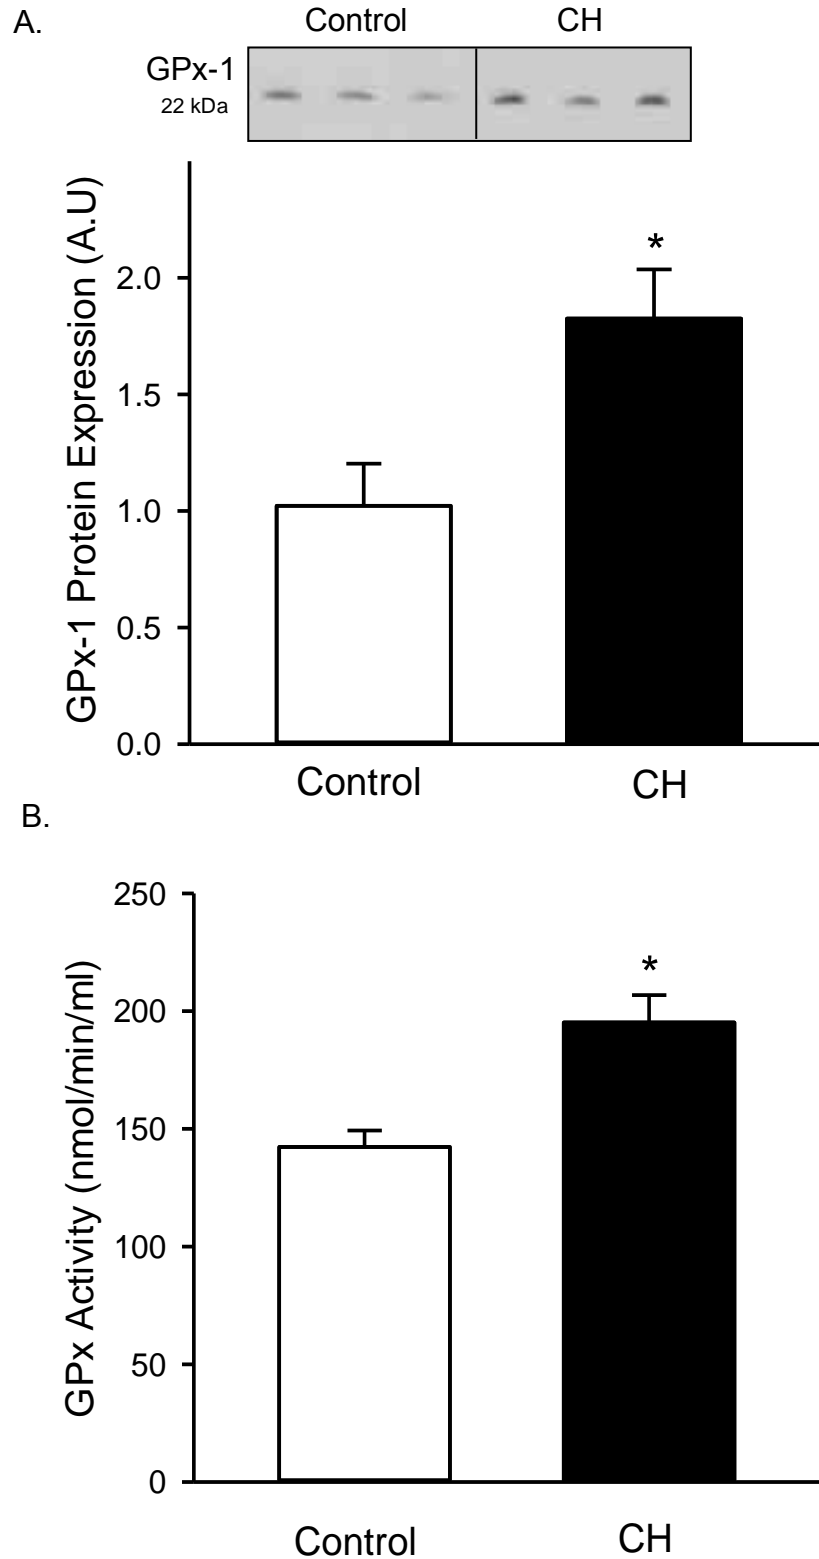 A.
Control CH
GPx-1
22 kDa
GPx-1 Protein Expression (A.U)
*
2.0
1.5
1.0
0.5
0.0
Control CH
B.
GPx Activity (nmol/min/ml)
250
*
200
150
100
50
0
Control CH